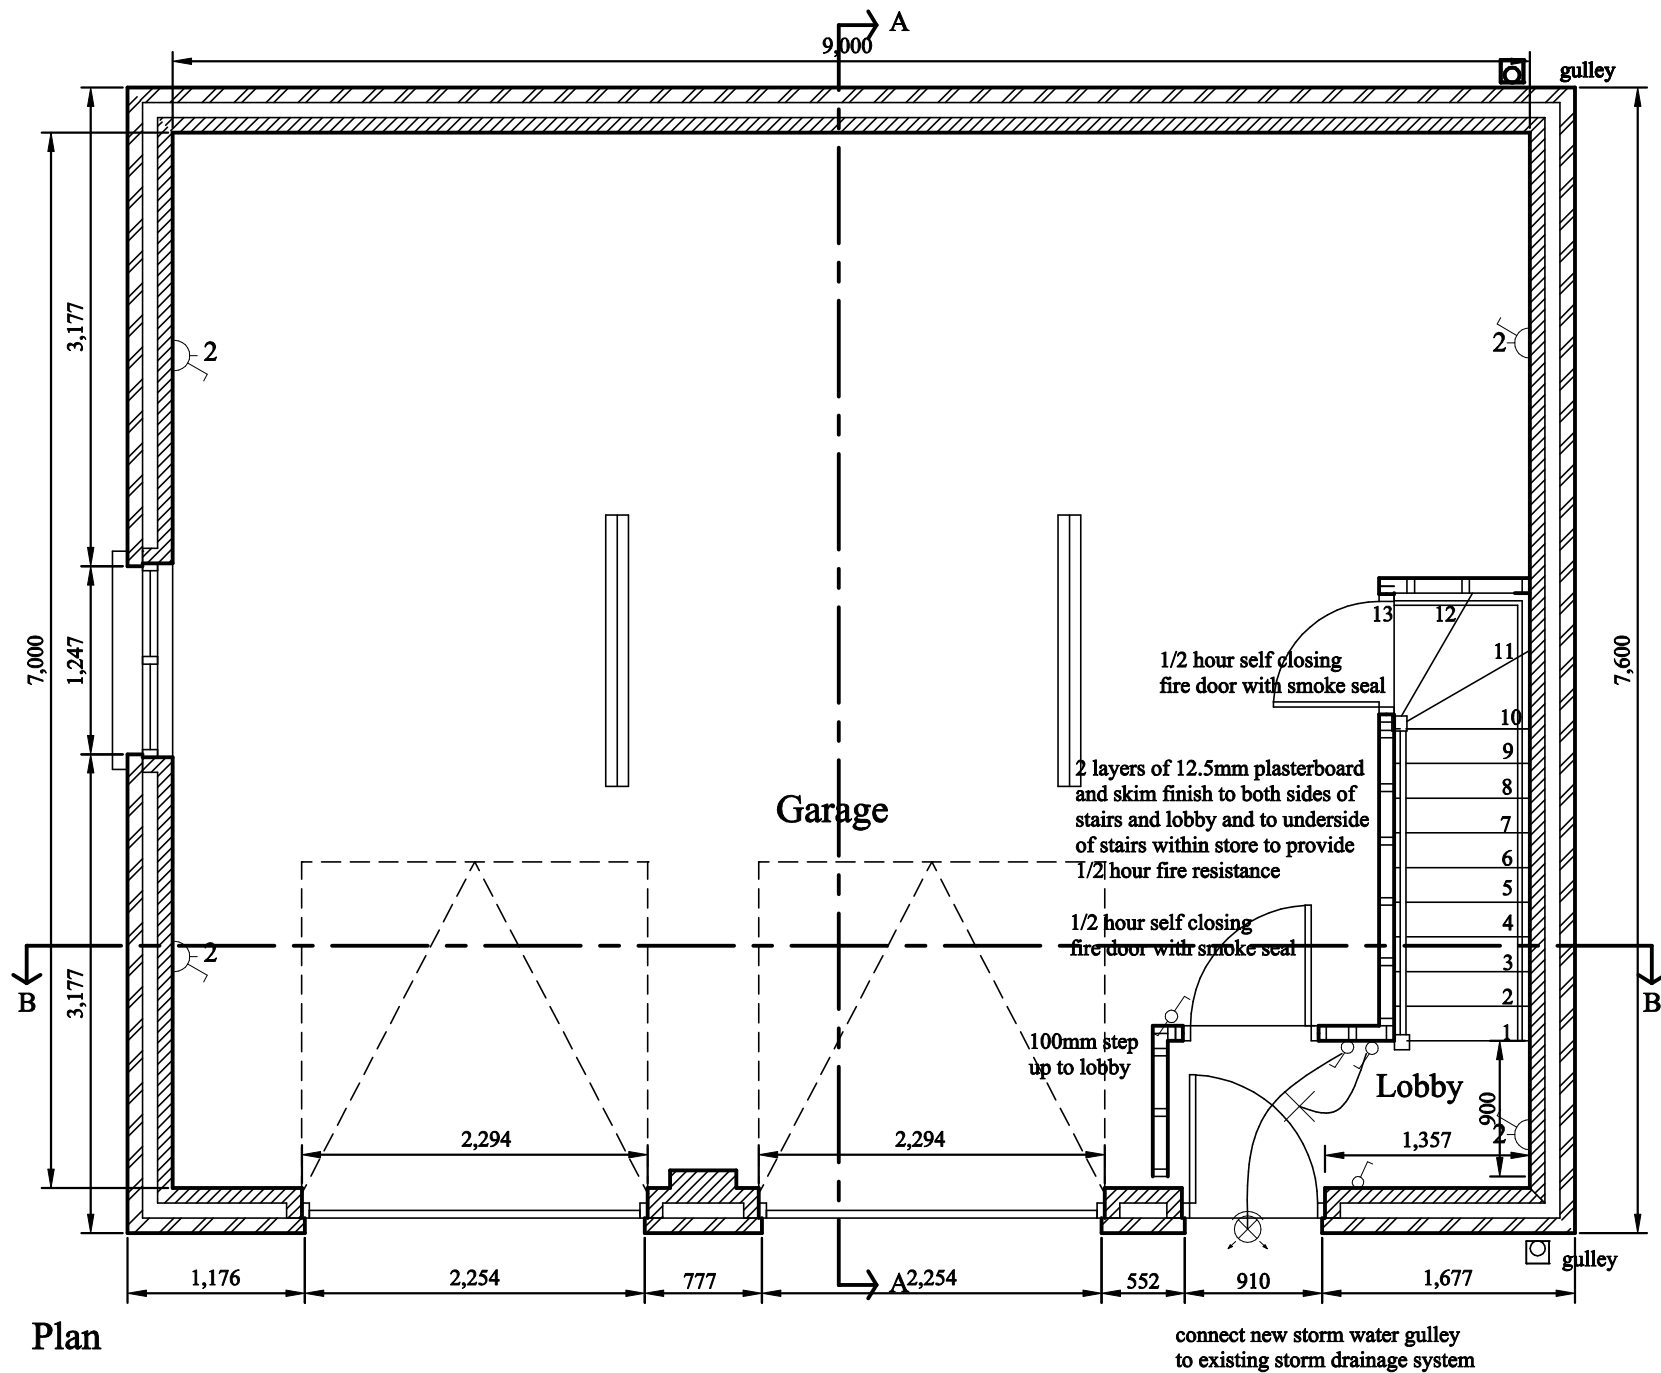 A
9,000
gulley
3,177
2
2
7,000
1,247
7,600
13
12
11
1/2 hour self closing
fire door with smoke seal
10
9
2 layers of 12.5mm plasterboard
and skim finish to both sides of
stairs and lobby and to underside
of stairs within store to provide
1/2 hour fire resistance
8
Garage
7
6
5
1/2 hour self closing
fire door with smoke seal
4
2
3
3,177
B
B
2
1
100mm step
up to lobby
Lobby
900
2
2,294
2,294
1,357
gulley
1,176
2,254
777
A
2,254
552
910
1,677
Plan
connect new storm water gulley
to existing storm drainage system